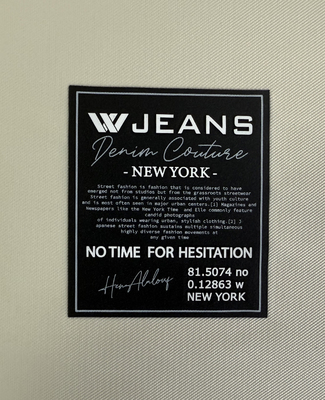 W JEANS
Denim Couture
- NEW YORK -
Street fashion is fashion that is considered to have
emerged not from studios but from the grassroots streetwear
Street fashion is generally associated with youth culture
and is most often seen in major urban centers.[1] Magazines and
Newspapers like the New York Time and Elle commonly feature
candid photographs
of individuals wearing urban, stylish clothing.[2] J
apanese street fashion sustains multiple simultaneous
highly diverse fashion movements at
any given time
NO TIME FOR HESITATION
81.5074 no
0.12863 w
NEW YORK